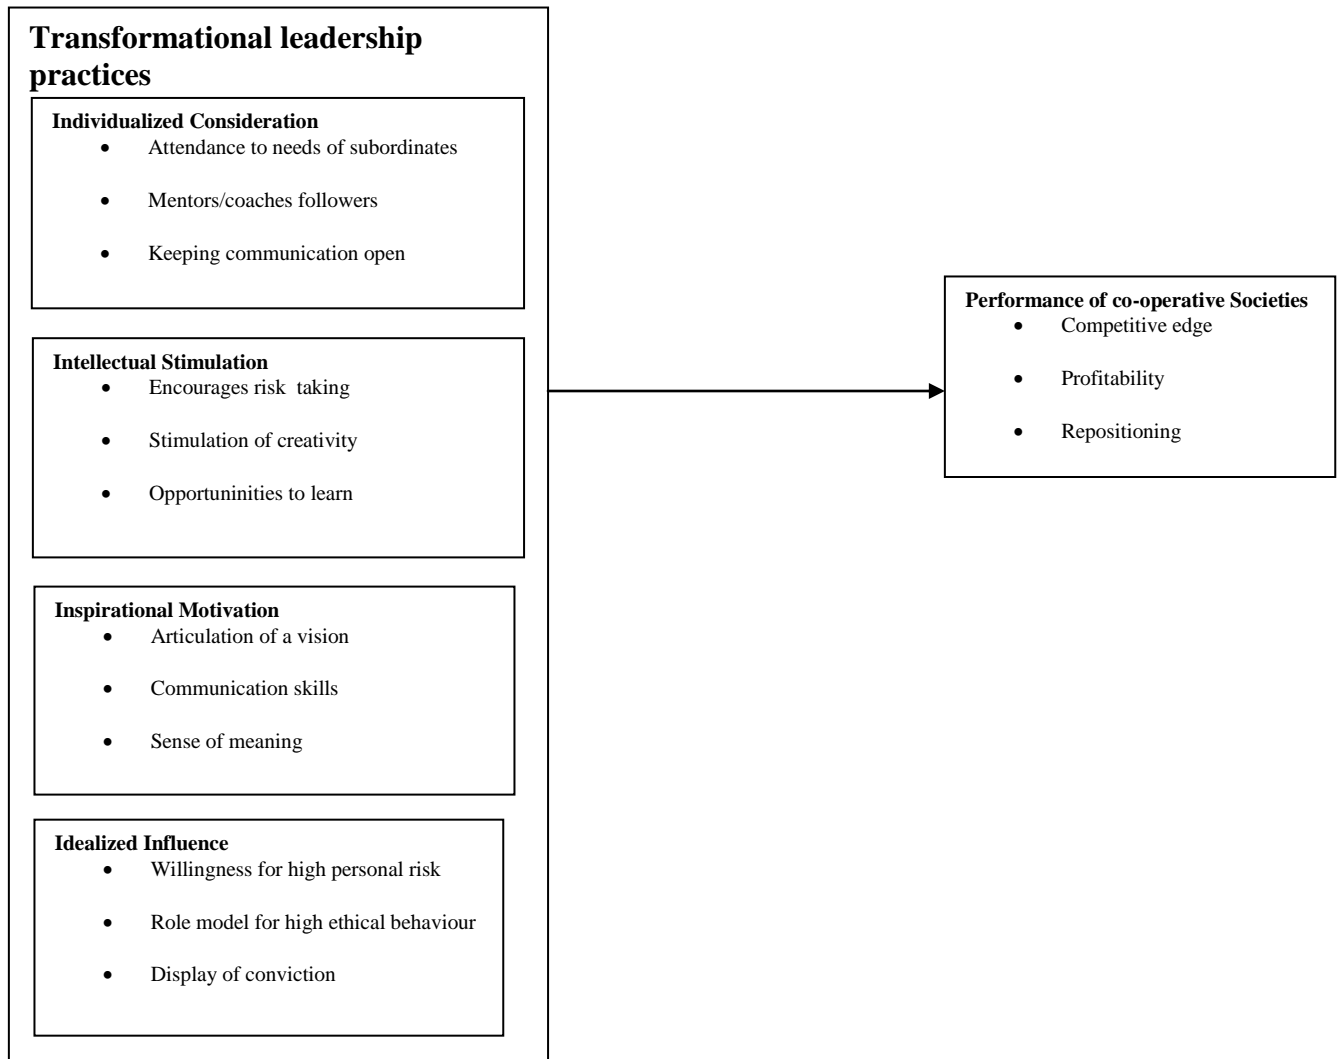 Transformational leadership
practices
Individualized Consideration
• Attendance to needs of subordinates
• Mentors/coaches followers
• Keeping communication open
Intellectual Stimulation
• Encourages risk  taking
• Stimulation of creativity
• Opportuninities to learn
Inspirational Motivation
• Articulation of a vision
• Communication skills
• Sense of meaning
Idealized Influence
• Willingness for high personal risk
• Role model for high ethical behaviour
• Display of conviction
Performance of co-operative Societies
• Competitive edge
• Profitability
• Repositioning